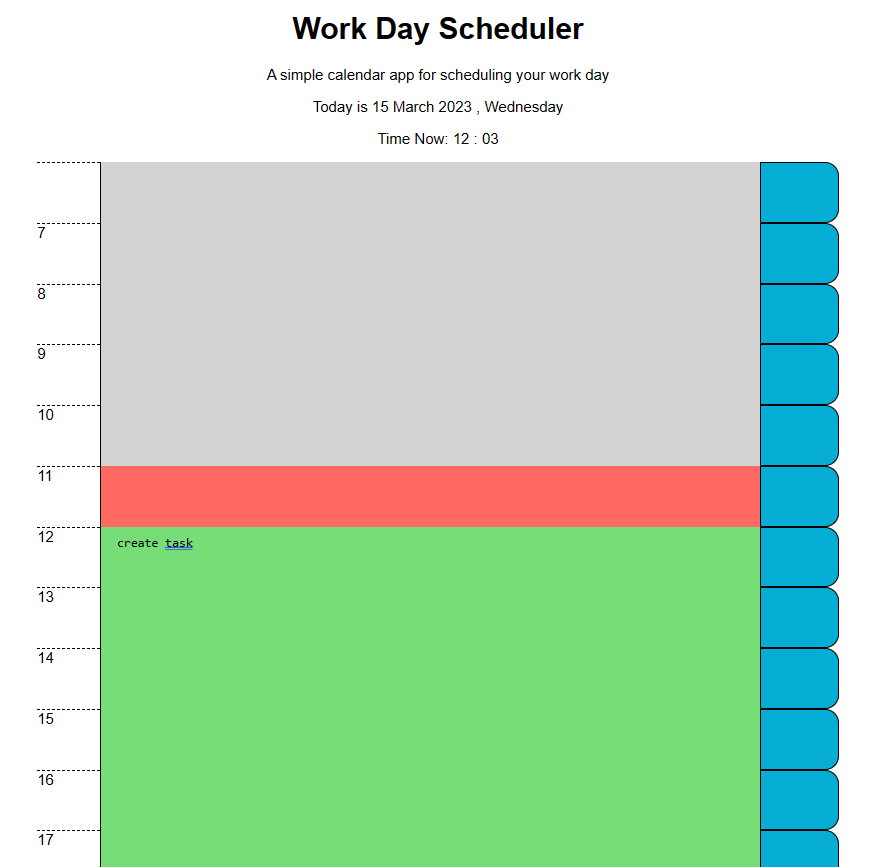 Work Day Scheduler
A simple calendar app for scheduling your work day
Today is 15 March 2023 , Wednesday
Time Now: 12 : 03
7
8
9
10
11
12
create task
13
14
15
16
17